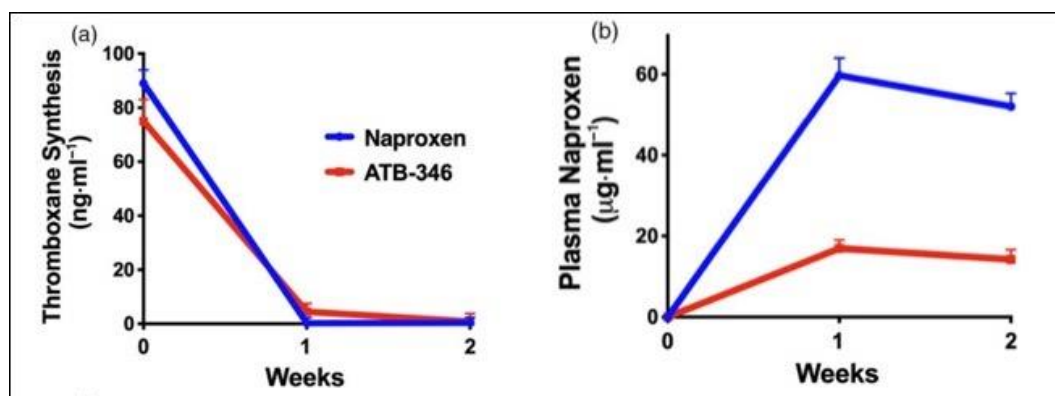 (a)
Thromboxane Synthesis
(ng·ml⁻¹)
100
80
60
40
20
0
0 1 2
Weeks
Naproxen
ATB-346
(b)
Plasma Naproxen
(µg·ml⁻¹)
60
40
20
0
0 1 2
Weeks